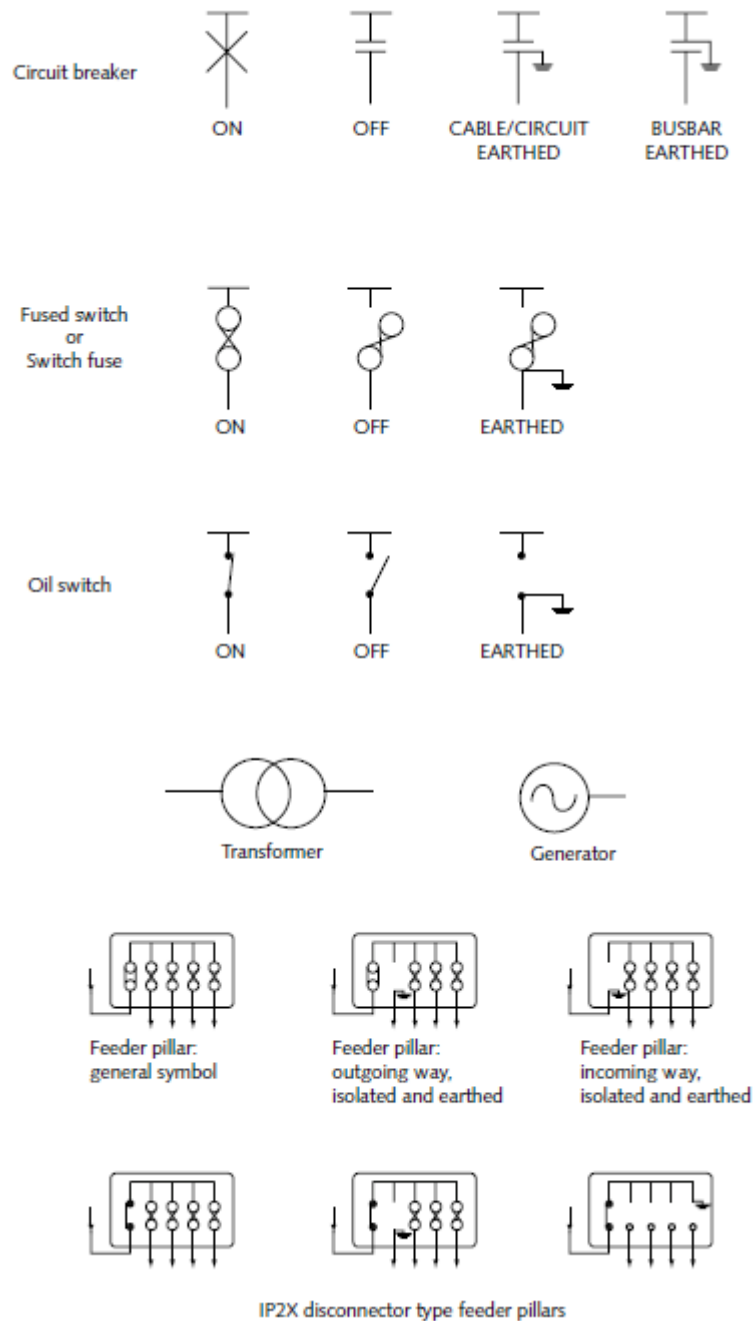 Circuit breaker
ON
OFF
CABLE/CIRCUIT
EARTHED
BUSBAR
EARTHED
Fused switch
or
Switch fuse
ON
OFF
EARTHED
Oil switch
ON
OFF
EARTHED
Transformer
Generator
Feeder pillar:
general symbol
Feeder pillar:
outgoing way,
isolated and earthed
Feeder pillar:
incoming way,
isolated and earthed
IP2X disconnector type feeder pillars